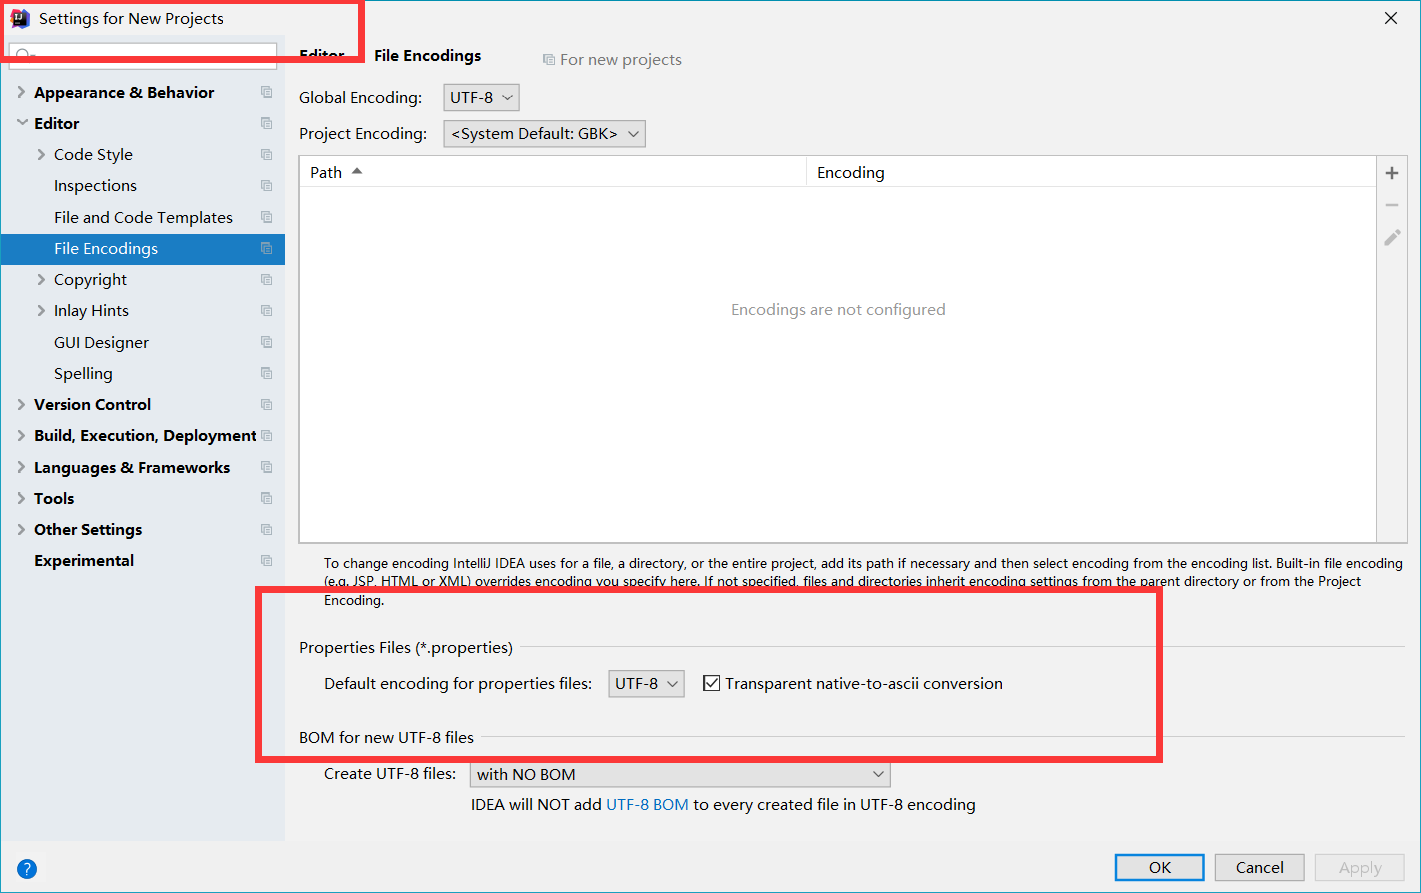 Settings for New Projects
Editor File Encodings For new projects
Appearance & Behavior
Editor
Code Style
Inspections
File and Code Templates
File Encodings
Copyright
Inlay Hints
GUI Designer
Spelling
Version Control
Build, Execution, Deployment
Languages & Frameworks
Tools
Other Settings
Experimental
Global Encoding: UTF-8
Project Encoding: <System Default: GBK>
Path Encoding
Encodings are not configured
To change encoding IntelliJ IDEA uses for a file, a directory, or the entire project, add its path if necessary and then select encoding from the encoding list. Built-in file encoding
(e.g. JSP, HTML or XML) overrides encoding you specify here. If not specified, files and directories inherit encoding settings from the parent directory or from the Project
Encoding.
Properties Files (*.properties)
Default encoding for properties files: UTF-8 Transparent native-to-ascii conversion
BOM for new UTF-8 files
Create UTF-8 files: with NO BOM
IDEA will NOT add UTF-8 BOM to every created file in UTF-8 encoding
? OK Cancel Apply